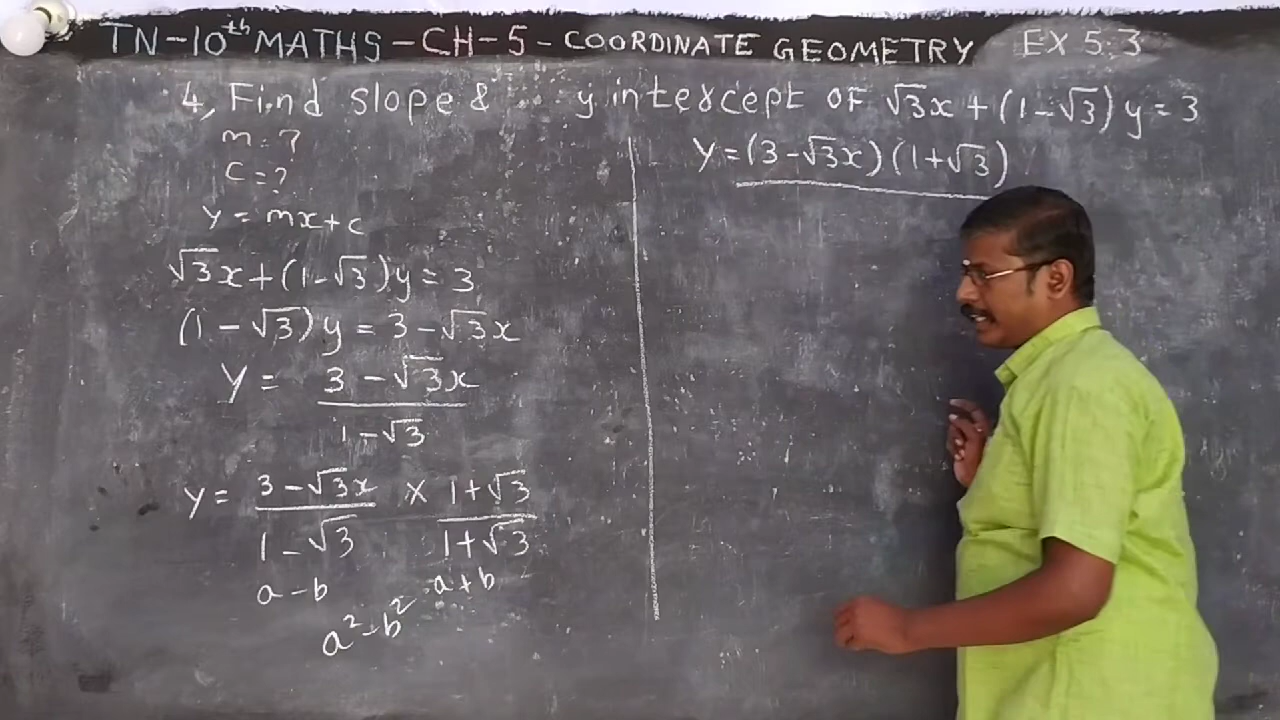 TN-10th MATHS-CH-5-COORDINATE GEOMETRY EX 5.3
4, Find slope & y intercept OF √3x+(1-√3)y=3
m=?
C=?
y=mx+c
√3x+(1-√3)y=3
(1-√3)y=3-√3x
y= 3-√3x
1-√3
y= 3-√3x × 1+√3
1-√3 1+√3
a-b a+b
a²-b²
y=(3-√3x)(1+√3)